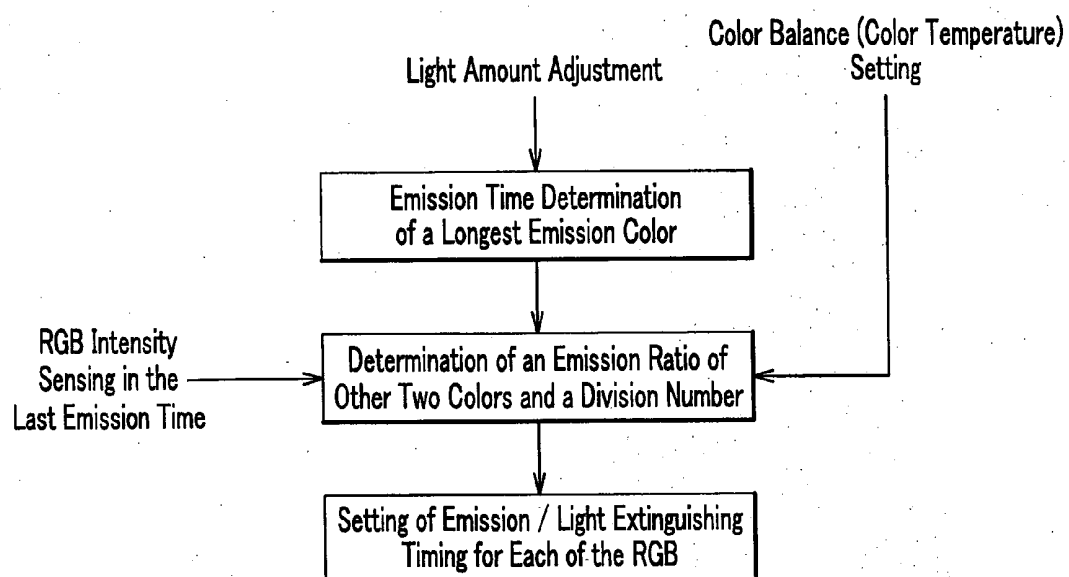 Color Balance (Color Temperature)
Setting
Light Amount Adjustment
Emission Time Determination
of a Longest Emission Color
RGB Intensity
Sensing in the
Last Emission Time
Determination of an Emission Ratio of
Other Two Colors and a Division Number
Setting of Emission / Light Extinguishing
Timing for Each of the RGB